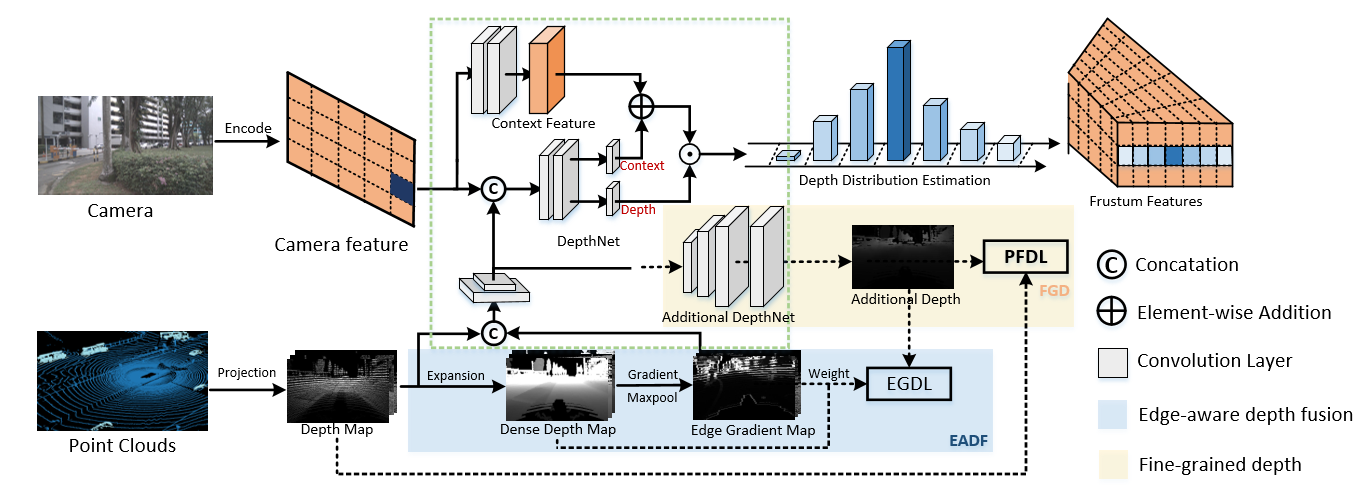 Encode
Camera
Camera feature
Context Feature
C
Context
Depth
DepthNet
Depth Distribution Estimation
Frustum Features
Additional DepthNet
Additional Depth
PFDL
FGD
C
Projection
Point Clouds
Depth Map
Expansion
Dense Depth Map
Gradient
Maxpool
Edge Gradient Map
Weight
EGDL
EADF
C
Concatation
Element-wise Addition
Convolution Layer
Edge-aware depth fusion
Fine-grained depth